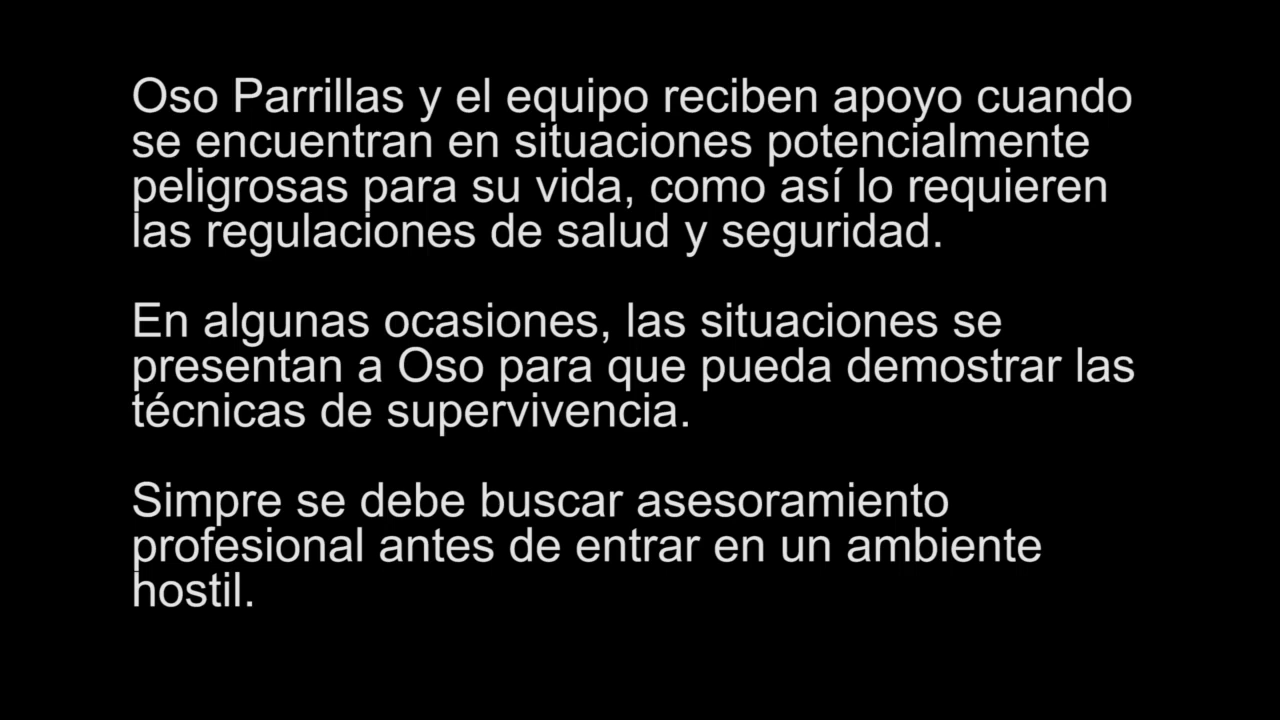 Oso Parrillas y el equipo reciben apoyo cuando
se encuentran en situaciones potencialmente
peligrosas para su vida, como así lo requieren
las regulaciones de salud y seguridad.
En algunas ocasiones, las situaciones se
presentan a Oso para que pueda demostrar las
técnicas de supervivencia.
Simpre se debe buscar asesoramiento
profesional antes de entrar en un ambiente
hostil.